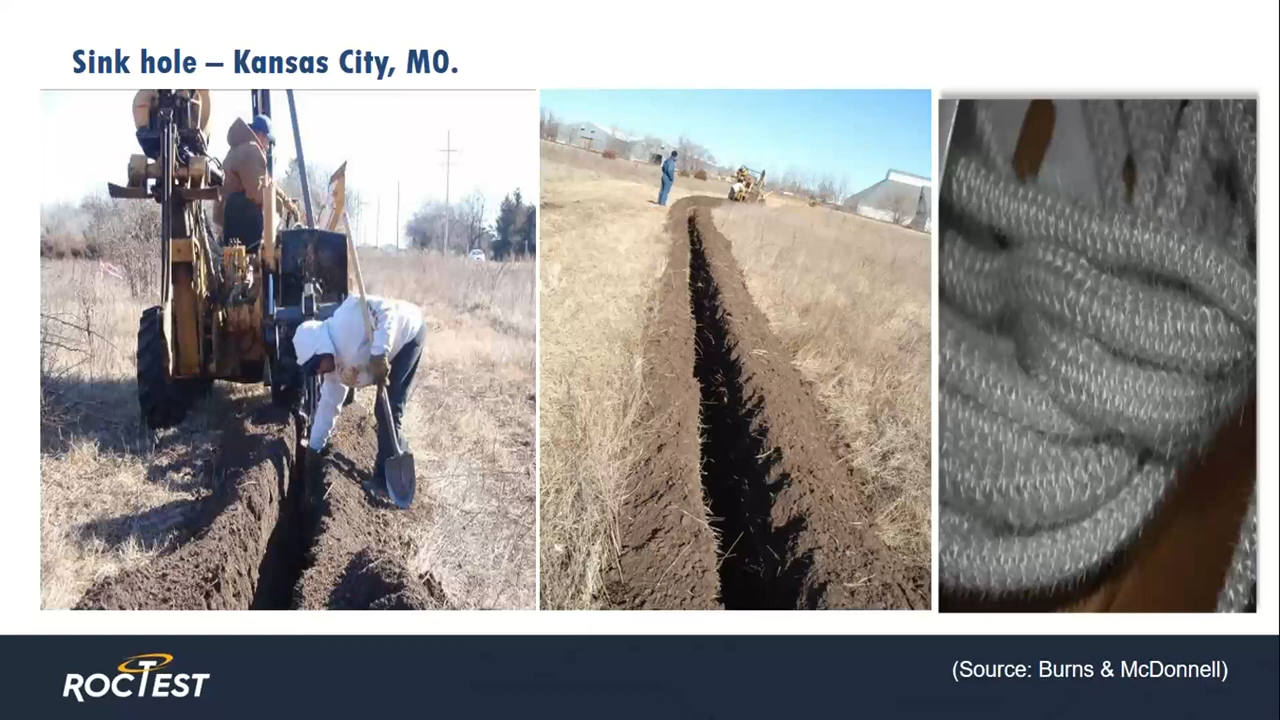 Sink hole – Kansas City, MO.
ROCTEST
(Source: Burns & McDonnell)